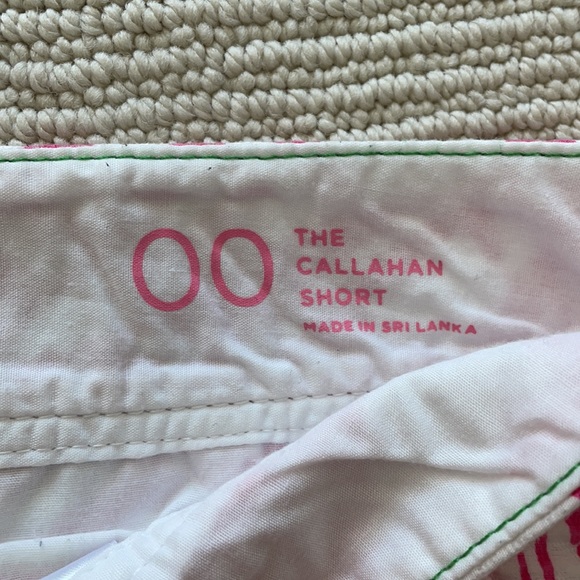 00 THE
CALLAHAN
SHORT
MADE IN SRI LANKA